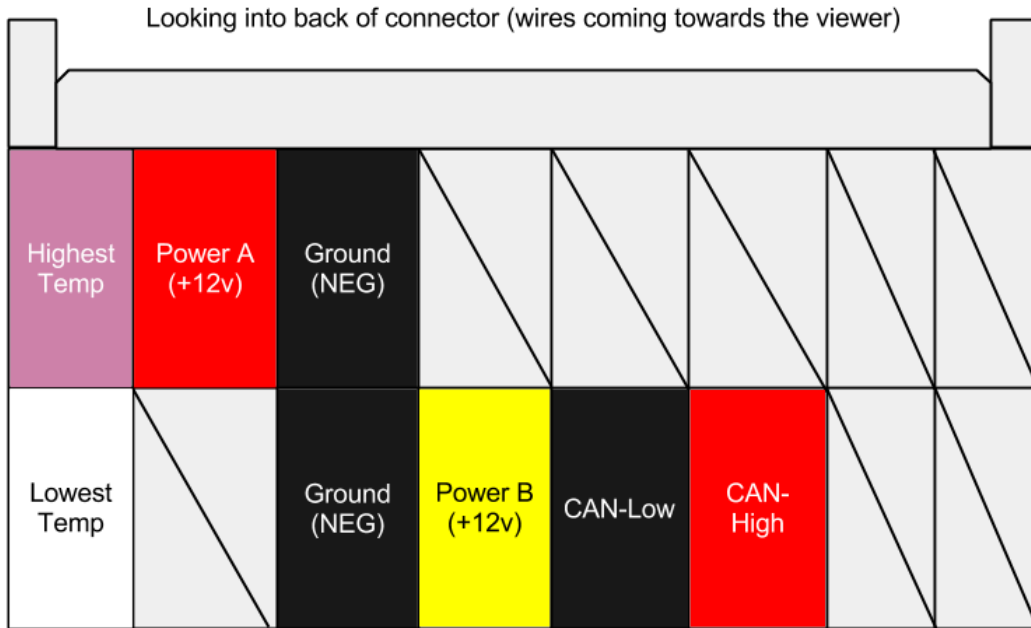 Looking into back of connector (wires coming towards the viewer)
Highest
Temp
Power A
(+12v)
Ground
(NEG)
Lowest
Temp
Ground
(NEG)
Power B
(+12v)
CAN-Low
CAN-
High